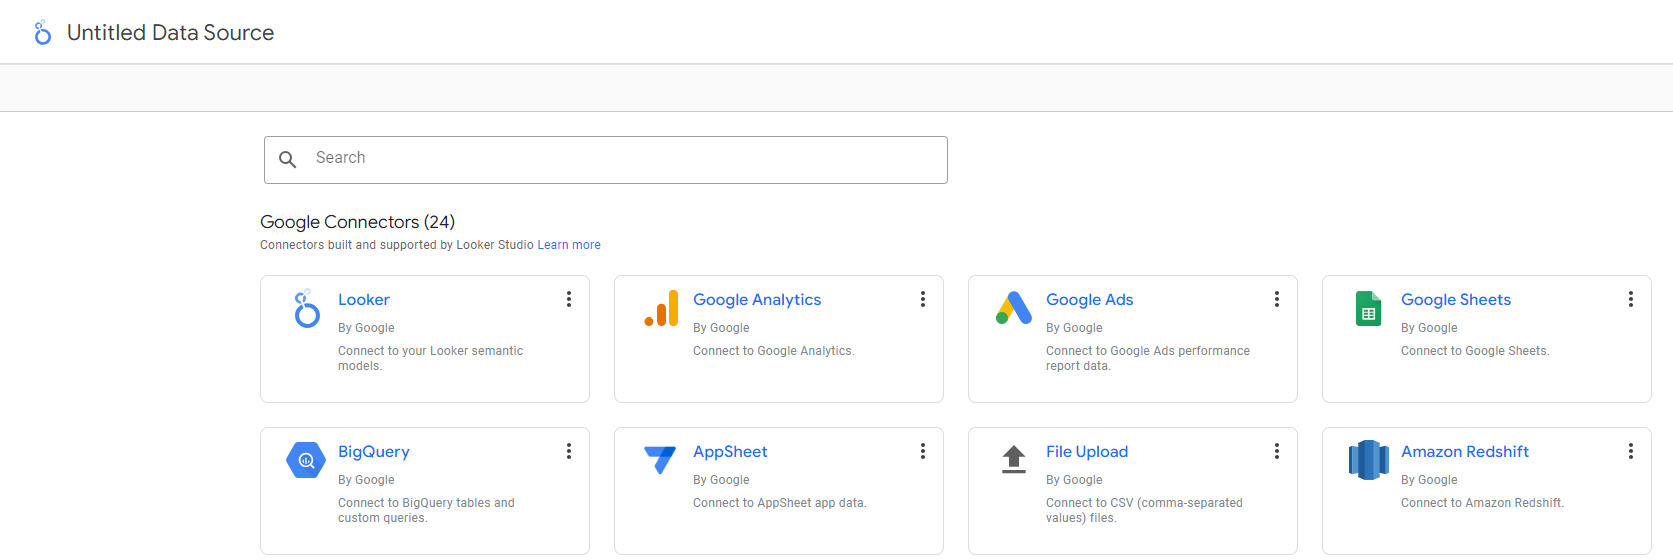 Untitled Data Source
Search
Google Connectors (24)
Connectors built and supported by Looker Studio Learn more
Looker
By Google
Connect to your Looker semantic
models.
Google Analytics
By Google
Connect to Google Analytics.
Google Ads
By Google
Connect to Google Ads performance
report data.
Google Sheets
By Google
Connect to Google Sheets.
BigQuery
By Google
Connect to BigQuery tables and
custom queries.
AppSheet
By Google
Connect to AppSheet app data.
File Upload
By Google
Connect to CSV (comma-separated
values) files.
Amazon Redshift
By Google
Connect to Amazon Redshift.